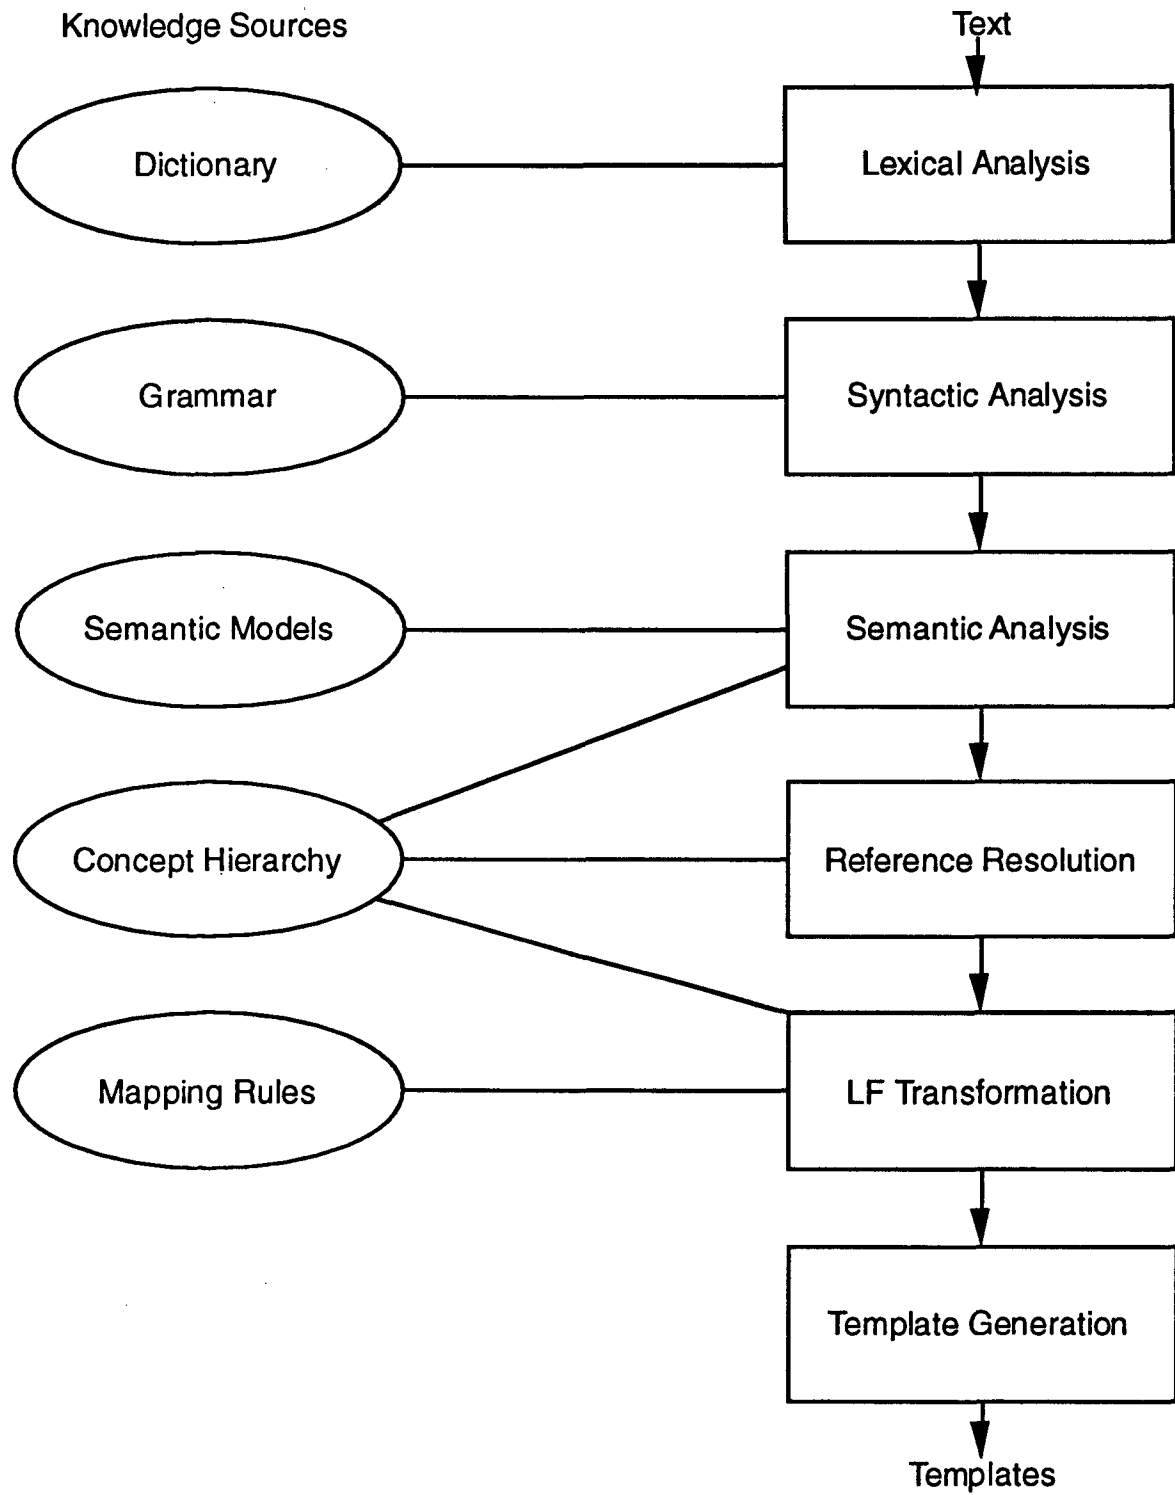 Knowledge Sources
Text
Dictionary
Lexical Analysis
Grammar
Syntactic Analysis
Semantic Models
Semantic Analysis
Concept Hierarchy
Reference Resolution
Mapping Rules
LF Transformation
Template Generation
Templates